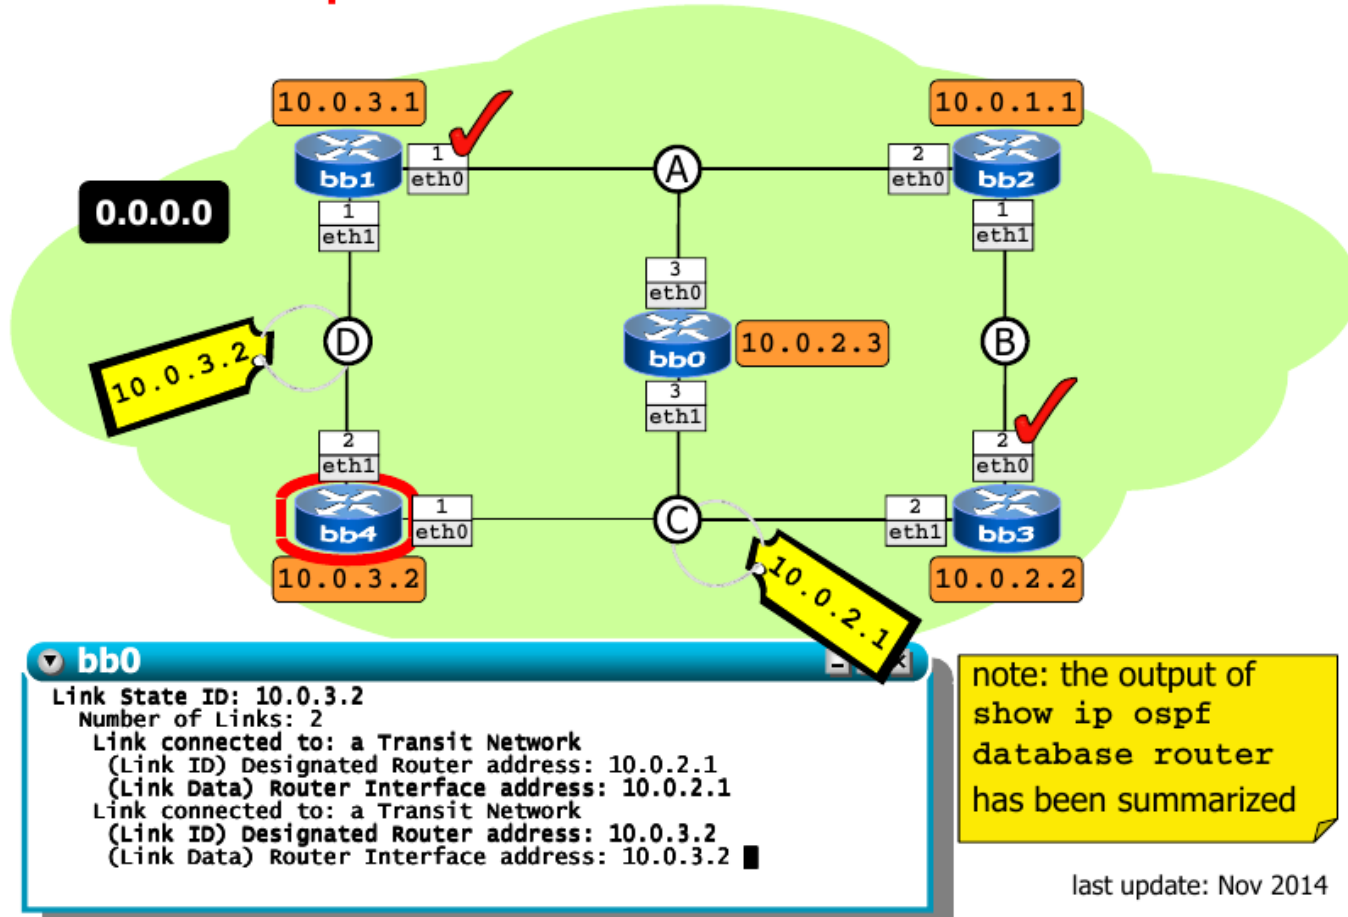 10.0.3.1
10.0.1.1
1
eth0
A
2
eth0
bb1
bb2
0.0.0.0
1
eth1
1
eth1
3
eth0
10.0.3.2
D
bb0
10.0.2.3
B
3
eth1
2
eth1
2
eth0
bb4
1
eth0
C
2
eth1
bb3
10.0.3.2
10.0.2.1
10.0.2.2
bb0
Link State ID: 10.0.3.2
Number of Links: 2
Link connected to: a Transit Network
(Link ID) Designated Router address: 10.0.2.1
(Link Data) Router Interface address: 10.0.2.1
Link connected to: a Transit Network
(Link ID) Designated Router address: 10.0.3.2
(Link Data) Router Interface address: 10.0.3.2
note: the output of
show ip ospf
database router
has been summarized
last update: Nov 2014